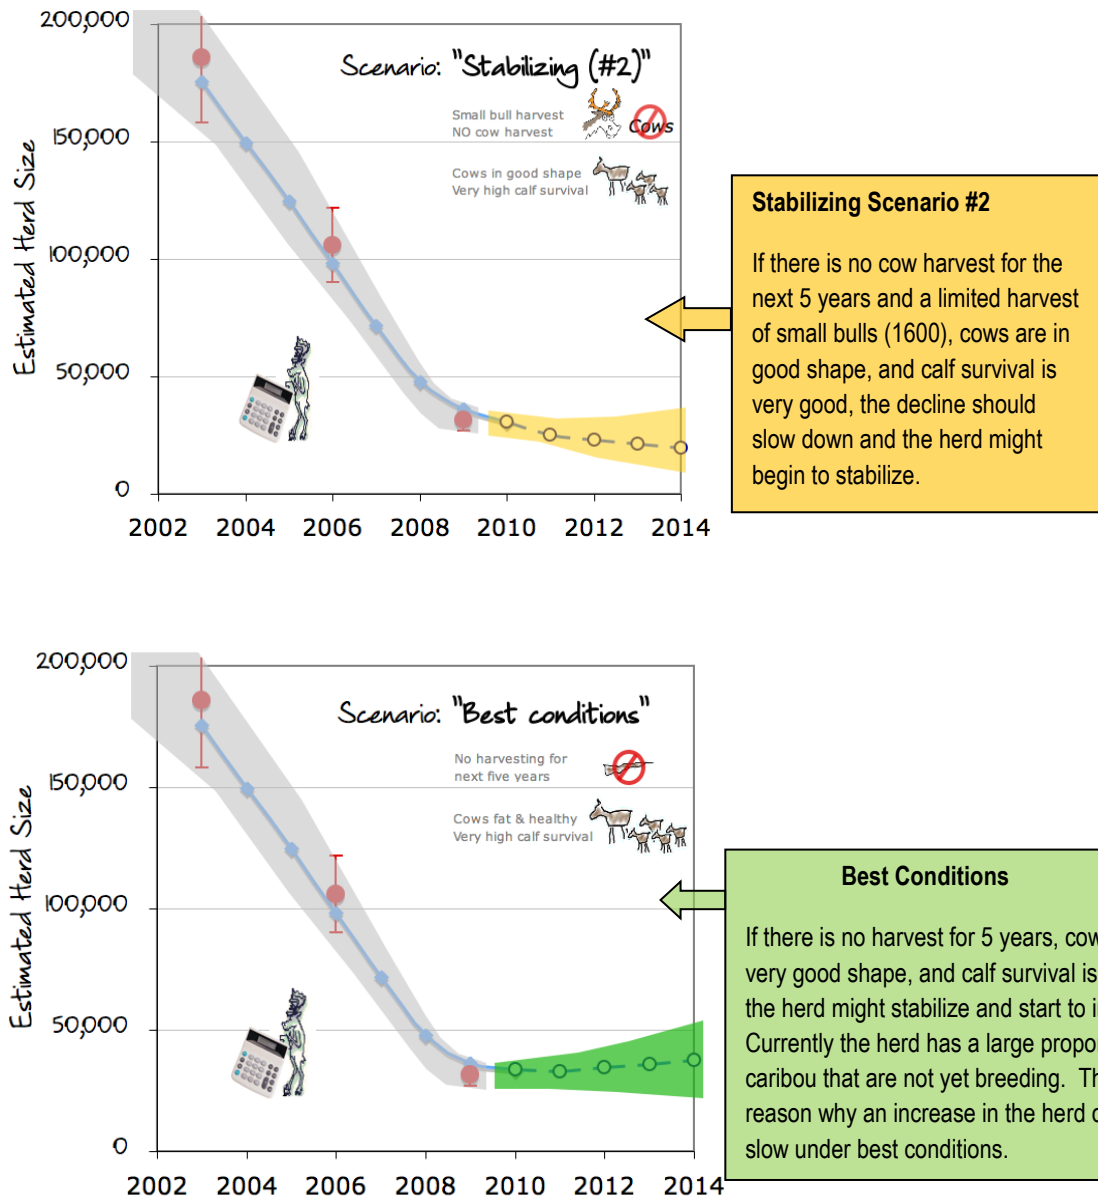 200,000
Scenario: "Stabilizing (#2)"
Small bull harvest
NO cow harvest
Cows
150,000
Cows in good shape
Very high calf survival
100,000
50,000
0
Estimated Herd Size
2002 2004 2006 2008 2010 2012 2014
Stabilizing Scenario #2
If there is no cow harvest for the
next 5 years and a limited harvest
of small bulls (1600), cows are in
good shape, and calf survival is
very good, the decline should
slow down and the herd might
begin to stabilize.
200,000
Scenario: "Best conditions"
No harvesting for
next five years
150,000
Cows fat & healthy
Very high calf survival
100,000
50,000
0
Estimated Herd Size
2002 2004 2006 2008 2010 2012 2014
Best Conditions
If there is no harvest for 5 years,
very good shape, and calf survival is
the herd might stabilize and start to
Currently the herd has a large
caribou that are not yet breeding.
reason why an increase in the herd
slow under best conditions.